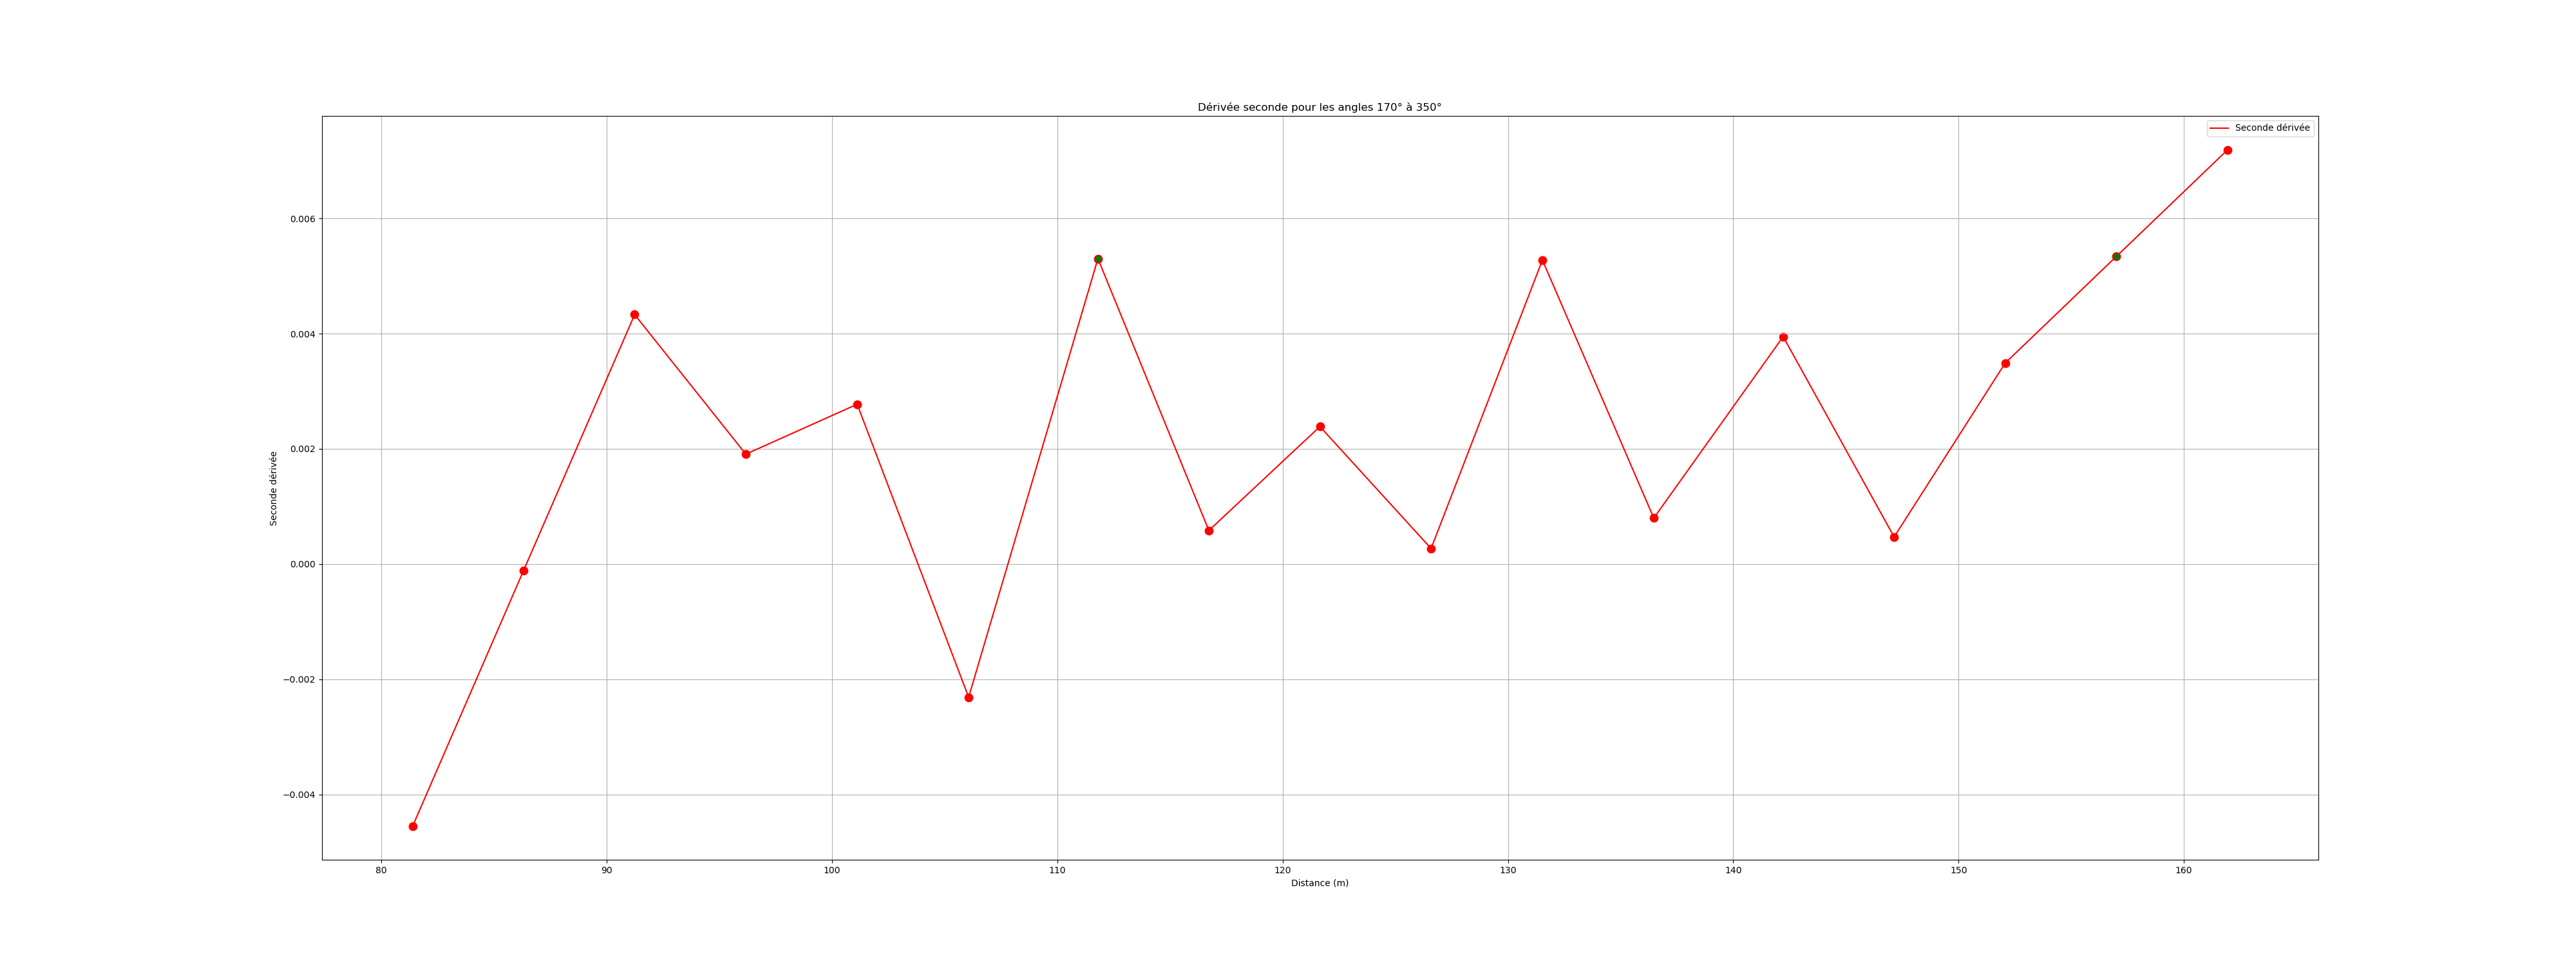 Dérivée seconde pour les angles 170° à 350°
Seconde dérivée
0.006
0.004
0.002
0.000
−0.002
−0.004
Seconde dérivée
80 90 100 110 120 130 140 150 160
Distance (m)